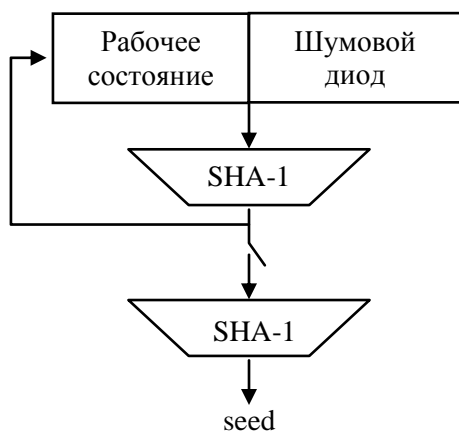 Рабочее
состояние
Шумовой
диод
SHA-1
SHA-1
seed